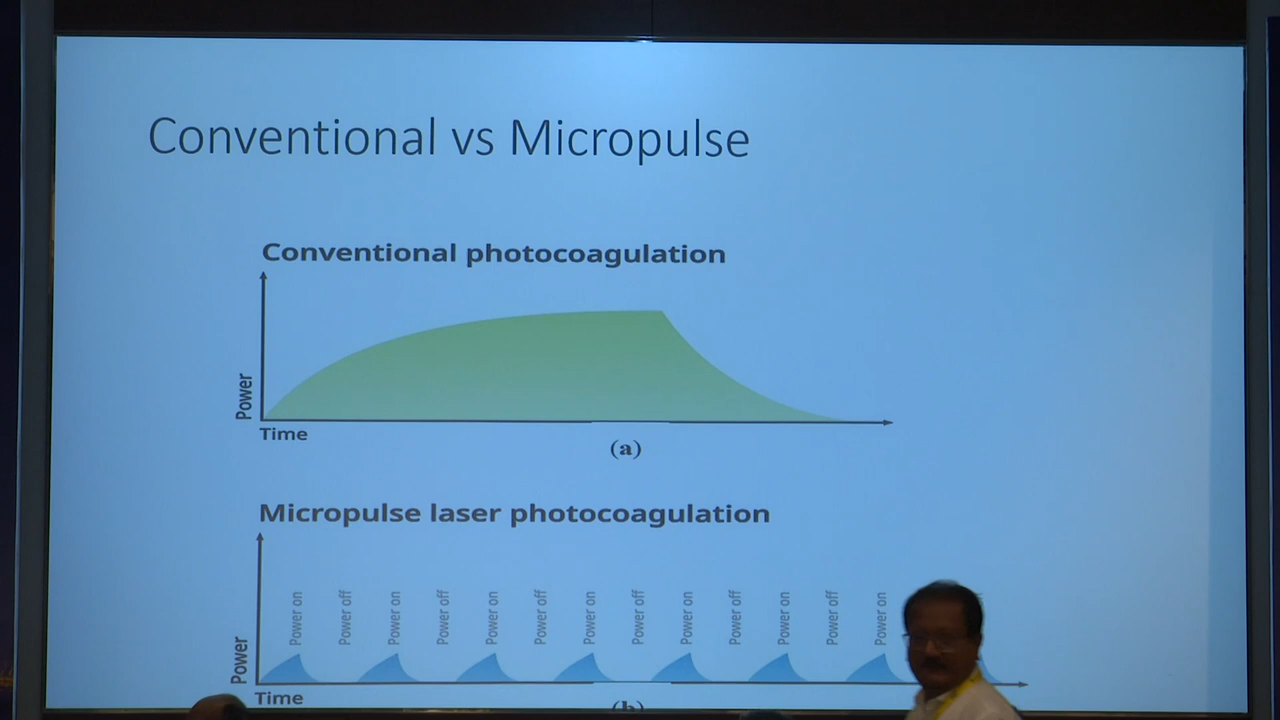 Conventional vs Micropulse
Conventional photocoagulation
Power
Time
(a)
Micropulse laser photocoagulation
Power on
Power off
Power on
Power off
Power on
Power off
Power on
Power off
Power on
Power off
Power on
Power off
Power on
Power
Time
(b)